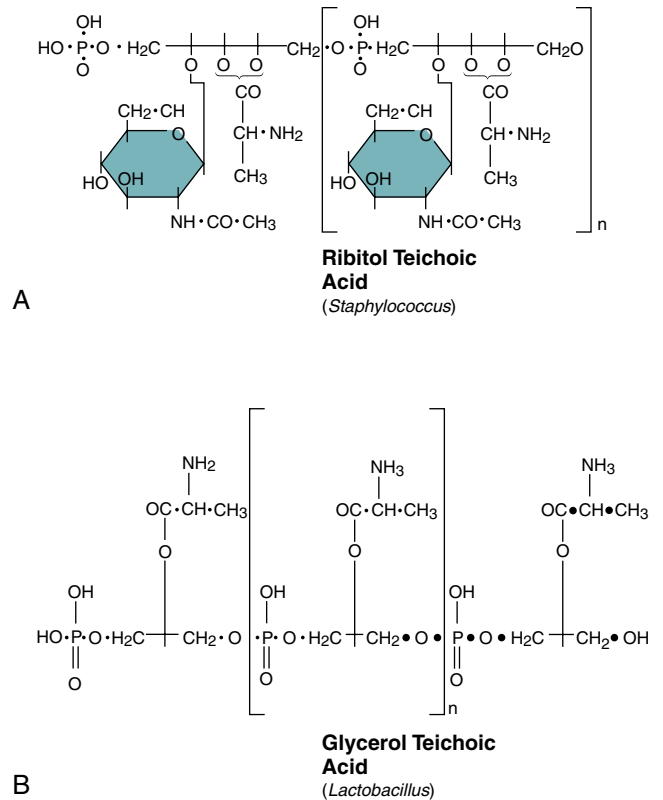 OH OH
HO·P·O·H₂C CH₂·O·P·H₂C CH₂O
O O O O O O O O
CO CO
CH₂·CH CH₂·CH
O CH·NH2 O CH·NH2
HO OH CH₃ HO OH CH₃
NH·CO·CH₃ NH·CO·CH₃
n
Ribitol Teichoic
Acid
(Staphylococcus)
A
NH2 NH₃ NH₃
OC·CH·CH₃ OC·CH·CH₃ OC•CH•CH₃
O O O
OH OH OH
HO·P·O·H₂C CH₂·O·P·O·H₂C CH₂•O•P•O•H₂C CH₂•OH
O O O
n
Glycerol Teichoic
Acid
(Lactobacillus)
B